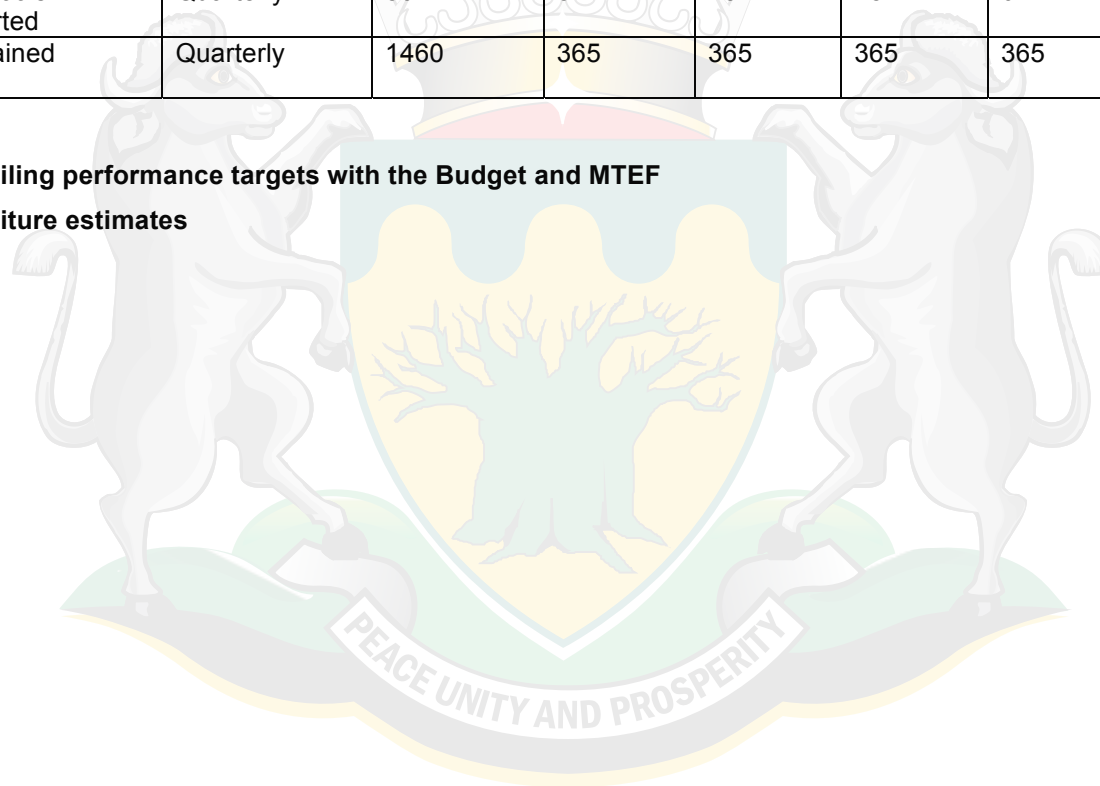 rted
ained Quarterly 1460 365 365 365 365
iling performance targets with the Budget and MTEF
iture estimates
PEACE UNITY AND PROSPERITY